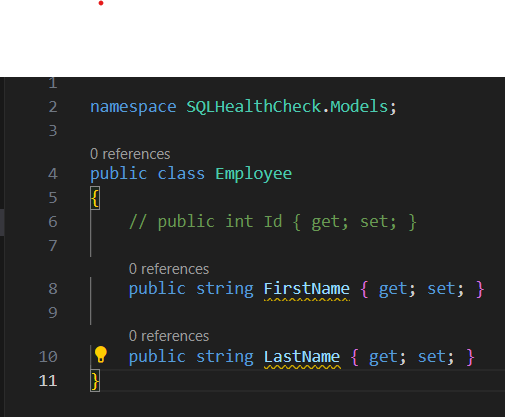 1
2 namespace SQLHealthCheck.Models;
3
0 references
4 public class Employee
5 {
6 // public int Id { get; set; }
7
0 references
8 public string FirstName { get; set; }
9
0 references
10 public string LastName { get; set; }
11 }